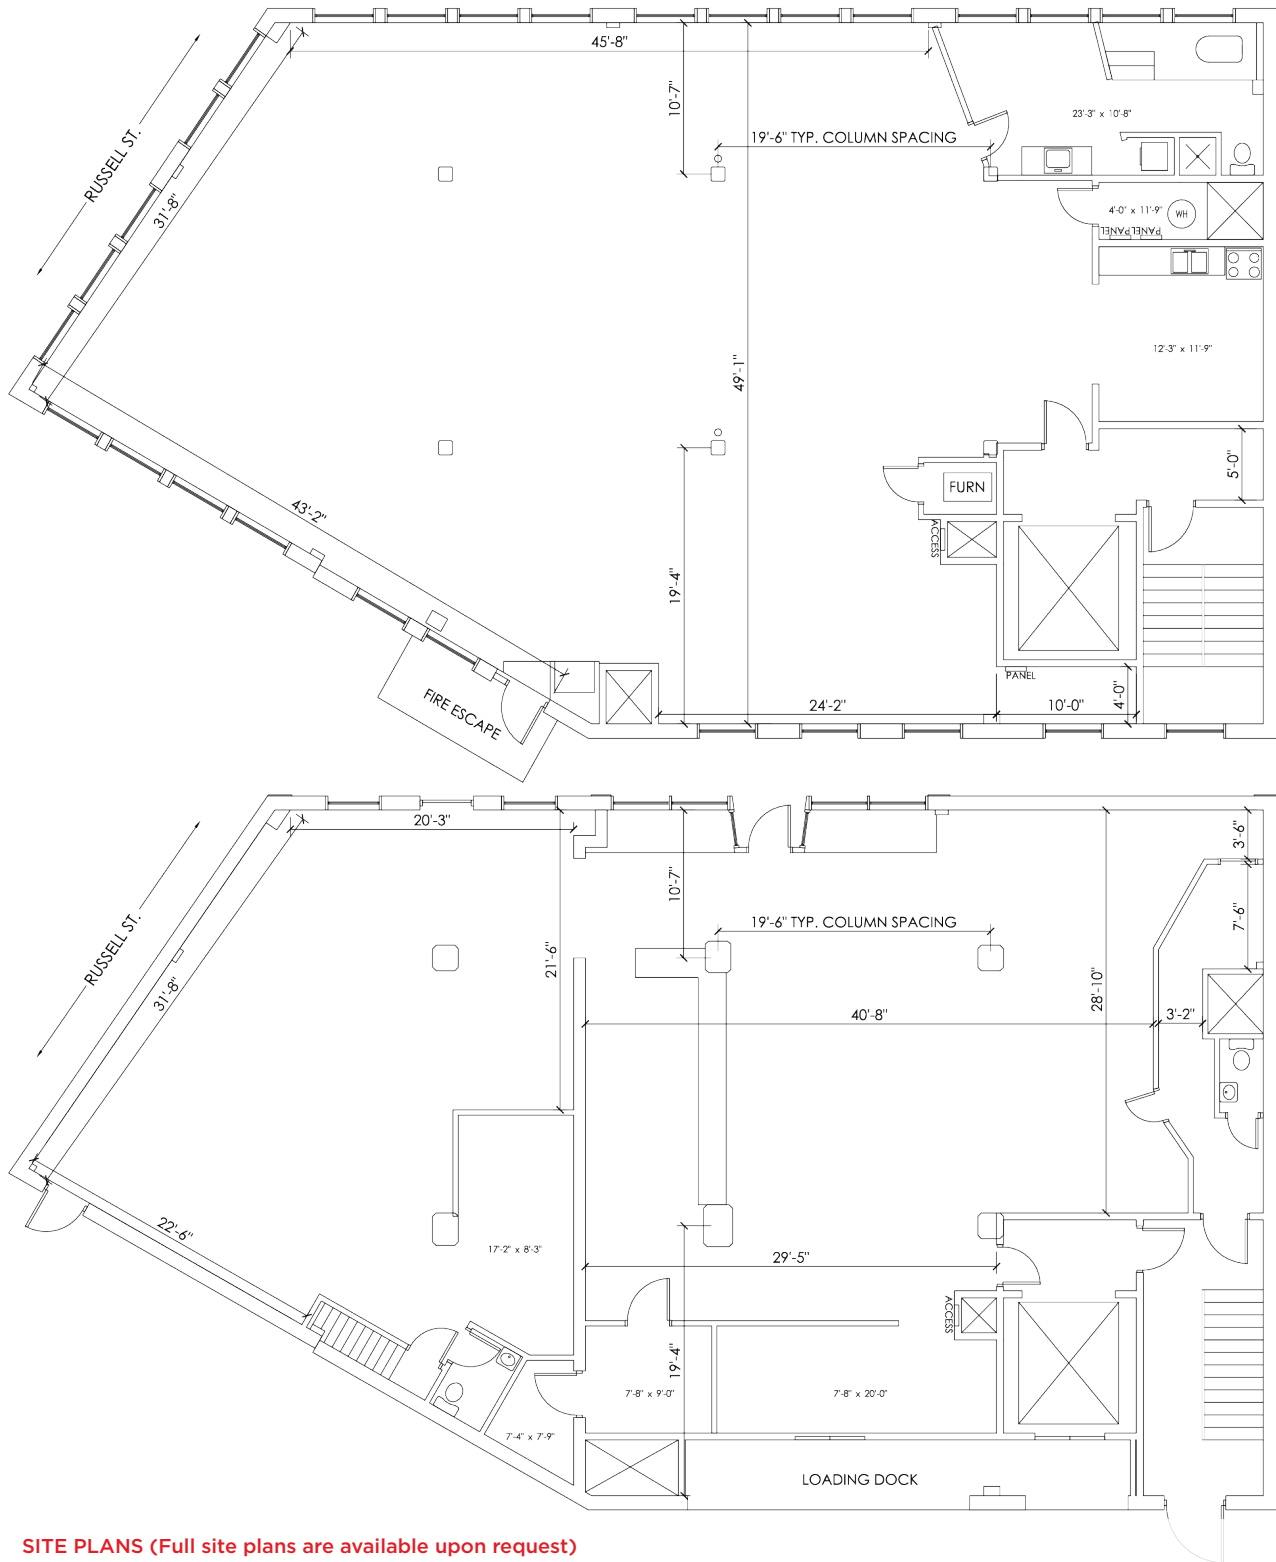 45'-8"
10'-7"
RUSSELL ST.
31'-8"
19'-6" TYP. COLUMN SPACING
23'-3" x 10'-8"
4'-0" x 11'-9"
WH
PANEL
PANEL
12'-3" x 11'-9"
49'-1"
43'-2"
5'-0"
FURN
ACCESS
19'-4"
PANEL
FIRE ESCAPE
24'-2"
10'-0"
4'-0"
20'-3"
3'-6"
RUSSELL ST.
31'-8"
10'-7"
7'-6"
19'-6" TYP. COLUMN SPACING
21'-6"
28'-10"
40'-8"
3'-2"
22'-6"
17'-2" x 8'-3"
29'-5"
ACCESS
19'-4"
7'-8" x 9'-0"
7'-8" x 20'-0"
7'-4" x 7'-9"
LOADING DOCK
SITE PLANS (Full site plans are available upon request)